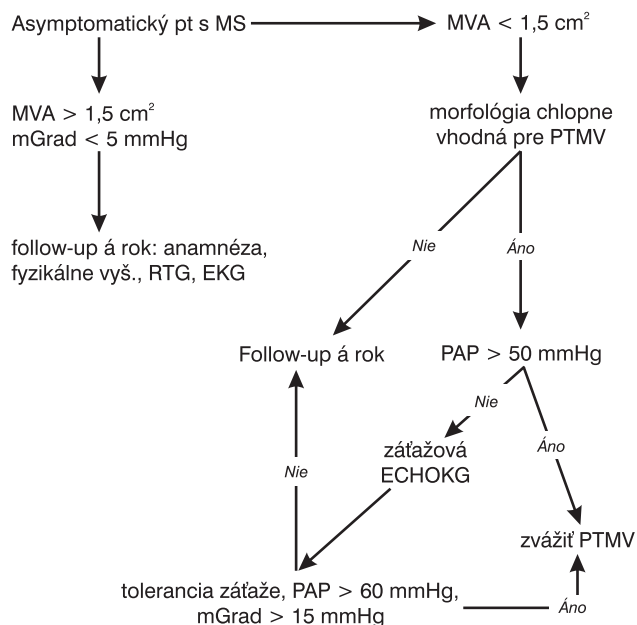 Asymptomatický pt s MS
MVA < 1,5 cm²
MVA > 1,5 cm²
mGrad < 5 mmHg
morfológia chlopne
vhodná pre PTMV
follow-up á rok: anamnéza,
fyzikálne vyš., RTG, EKG
Nie
Áno
Follow-up á rok
PAP > 50 mmHg
Nie
Áno
záťažová
ECHOKG
Nie
zvážiť PTMV
tolerancia záťaže, PAP > 60 mmHg,
mGrad > 15 mmHg
Áno